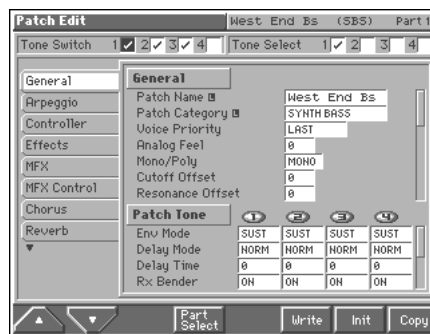 Patch Edit West End Bs (SBS) Part 1
Tone Switch 1 2 3 4 Tone Select 1 2 3 4
General
Arpeggio
Controller
Effects
MFX
MFX Control
Chorus
Reverb
General
Patch Name West End Bs
Patch Category SYNTH BASS
Voice Priority LAST
Analog Feel 0
Mono/Poly MONO
Cutoff Offset 0
Resonance Offset 0
Patch Tone 1 2 3 4
Env Mode SUST SUST SUST SUST
Delay Mode NORM NORM NORM NORM
Delay Time 0 0 0 0
Rx Bender ON ON ON ON
Part Select Write Init Copy